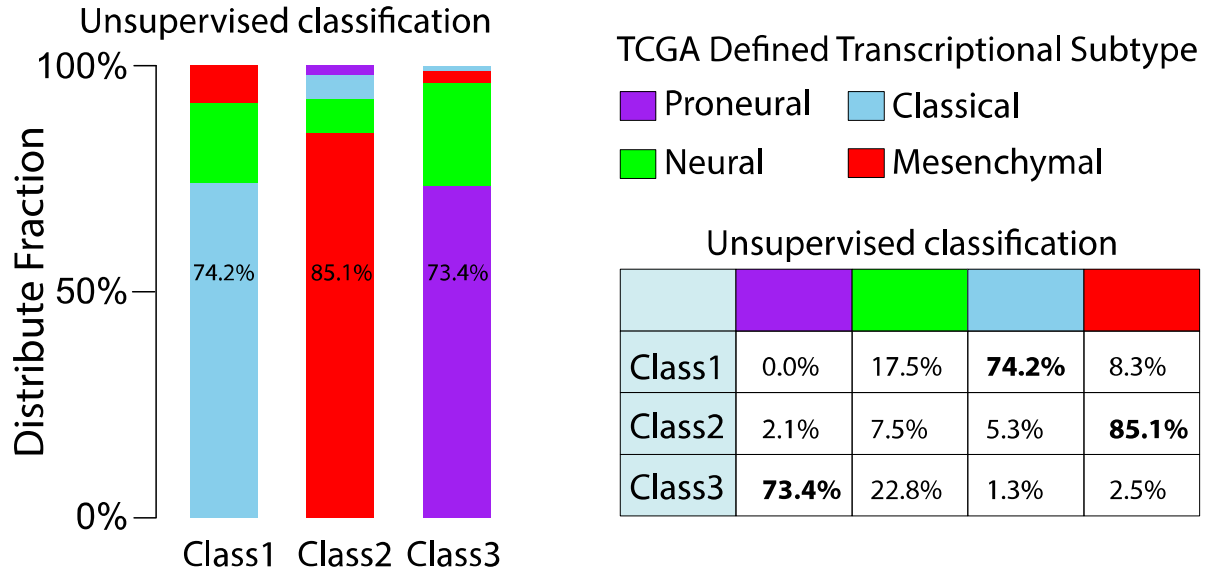 Unsupervised classification
Distribute Fraction
100%
50%
0%
74.2%
85.1%
73.4%
Class1 Class2 Class3
TCGA Defined Transcriptional Subtype
Proneural Classical
Neural Mesenchymal
Unsupervised classification
Class1 0.0% 17.5% 74.2% 8.3%
Class2 2.1% 7.5% 5.3% 85.1%
Class3 73.4% 22.8% 1.3% 2.5%